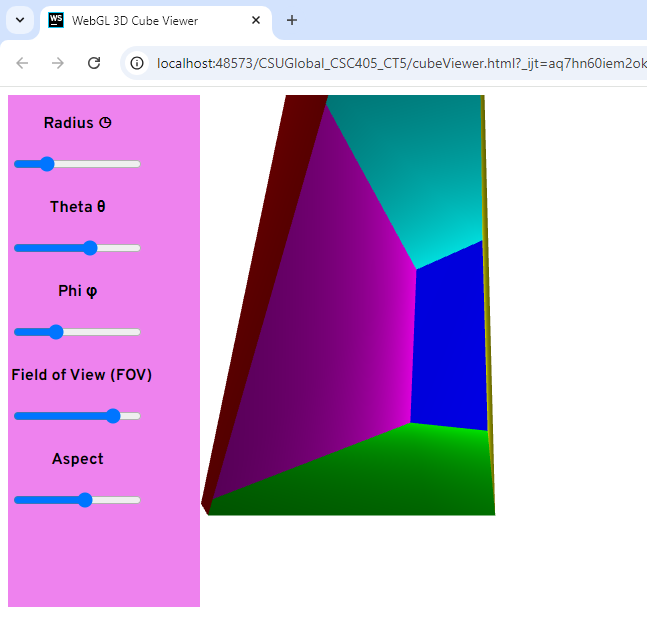 WS WebGL 3D Cube Viewer
localhost:48573/CSUGlobal_CSC405_CT5/cubeViewer.html?_ijt=aq7hn60iem2ok
Radius ◷
Theta θ
Phi φ
Field of View (FOV)
Aspect